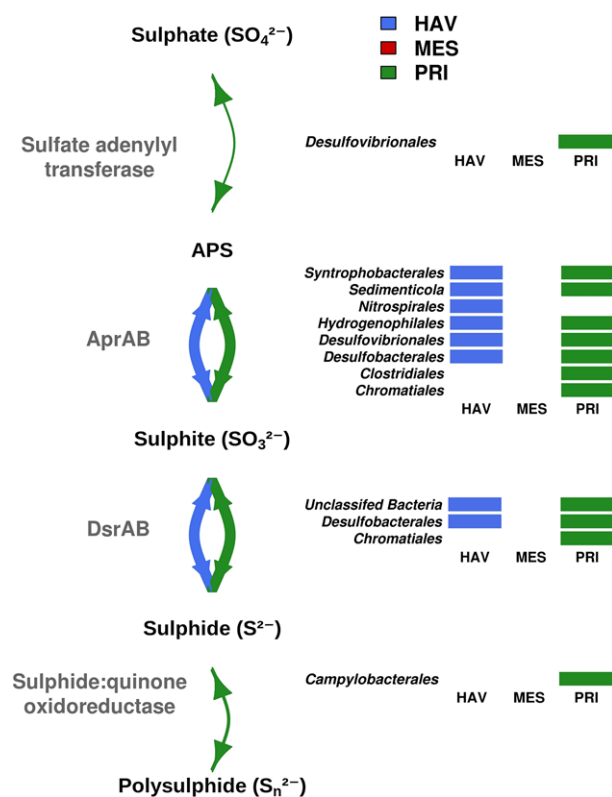 Sulphate (SO₄²⁻)
HAV
MES
PRI
Sulfate adenylyl
transferase
Desulfovibrionales
HAV MES PRI
APS
AprAB
Syntrophobacterales
Sedimenticola
Nitrospirales
Hydrogenophilales
Desulfovibrionales
Desulfobacterales
Clostridiales
Chromatiales
HAV MES PRI
Sulphite (SO₃²⁻)
DsrAB
Unclassifed Bacteria
Desulfobacterales
Chromatiales
HAV MES PRI
Sulphide (S²⁻)
Sulphide:quinone
oxidoreductase
Campylobacterales
HAV MES PRI
Polysulphide (Sₙ²⁻)